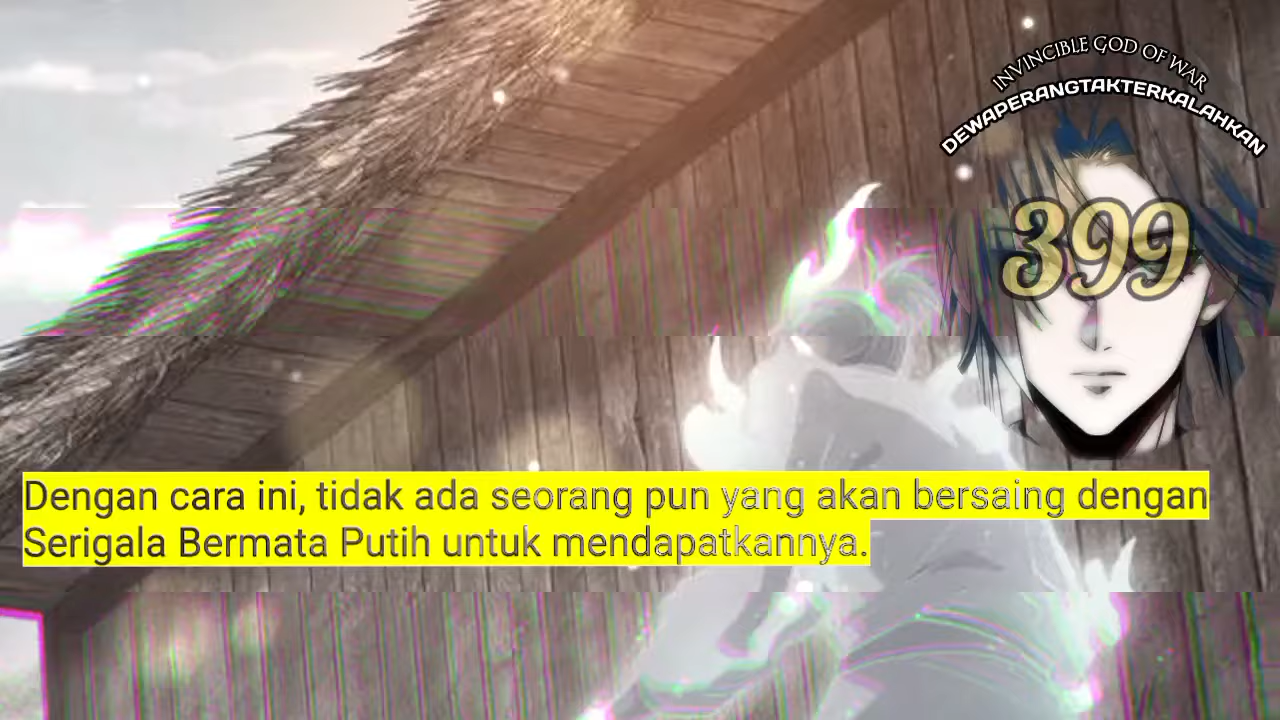 INVINCIBLE GOD OF WAR
DEWAPERANGTAKTERKALAHKAN
399
Dengan cara ini, tidak ada seorang pun yang akan bersaing dengan
Serigala Bermata Putih untuk mendapatkannya.